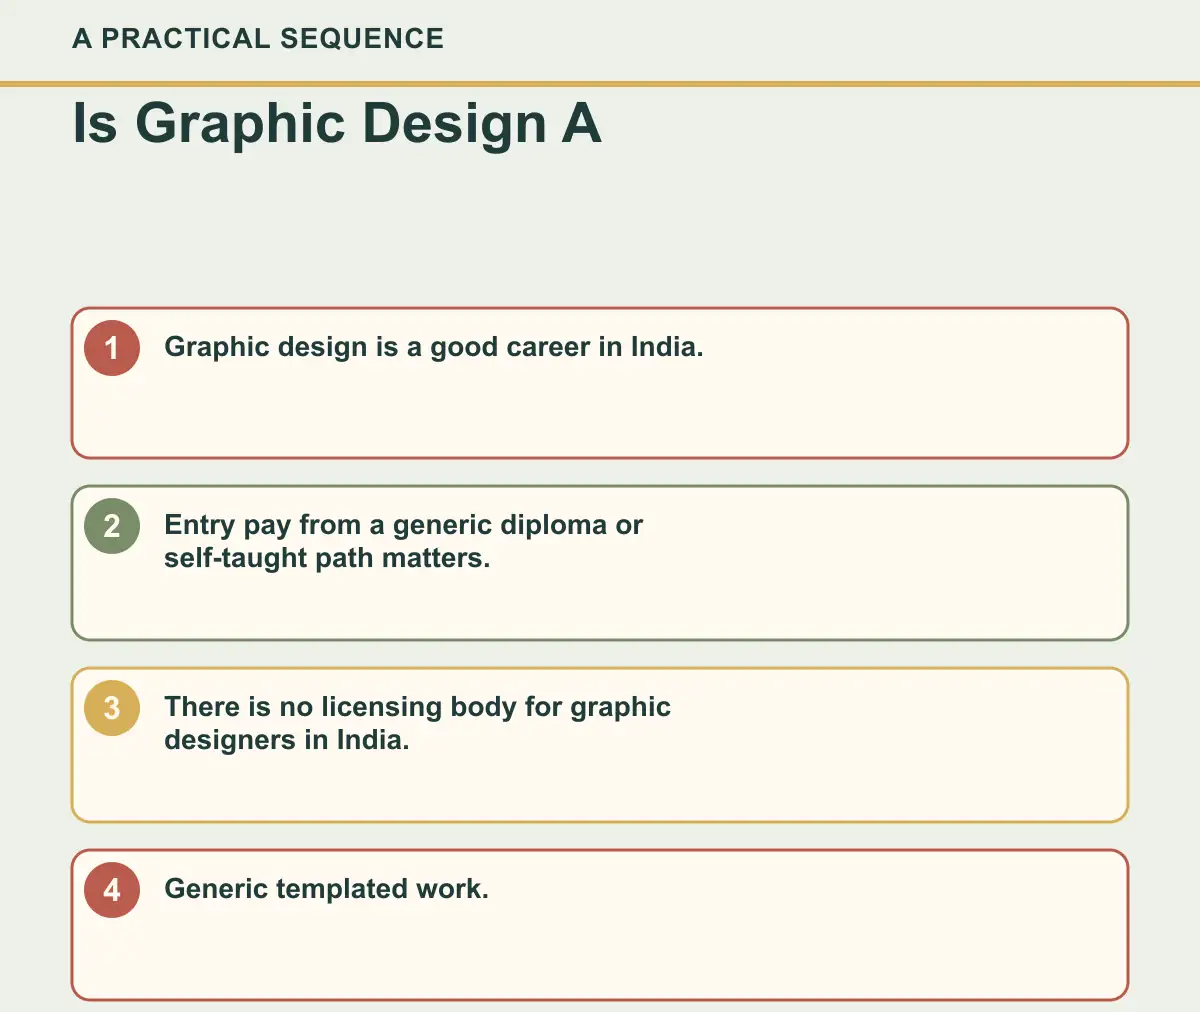 A PRACTICAL SEQUENCE
Is Graphic Design A
1
Graphic design is a good career in India.
2
Entry pay from a generic diploma or
self-taught path matters.
3
There is no licensing body for graphic
designers in India.
4
Generic templated work.